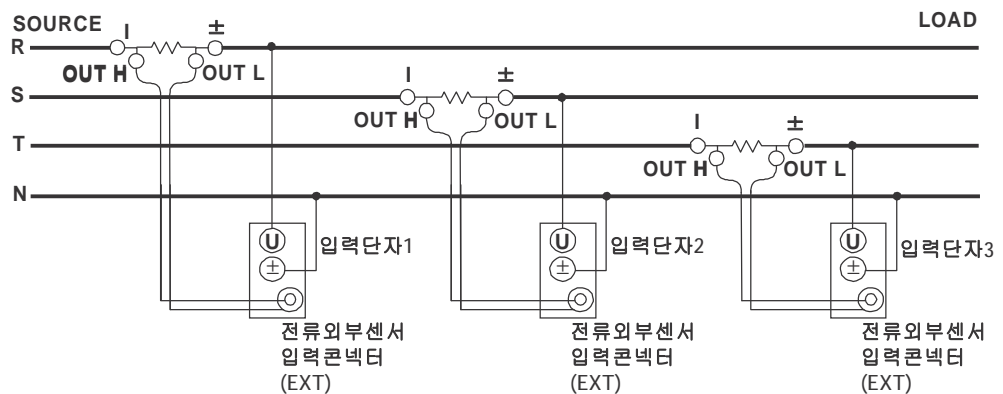 SOURCE
LOAD
R
I
±
OUT H
OUT L
S
I
±
OUT H
OUT L
T
I
±
OUT H
OUT L
N
U
±
입력단자1
U
±
입력단자2
U
±
입력단자3
전류외부센서
입력콘넥터
(EXT)
전류외부센서
입력콘넥터
(EXT)
전류외부센서
입력콘넥터
(EXT)